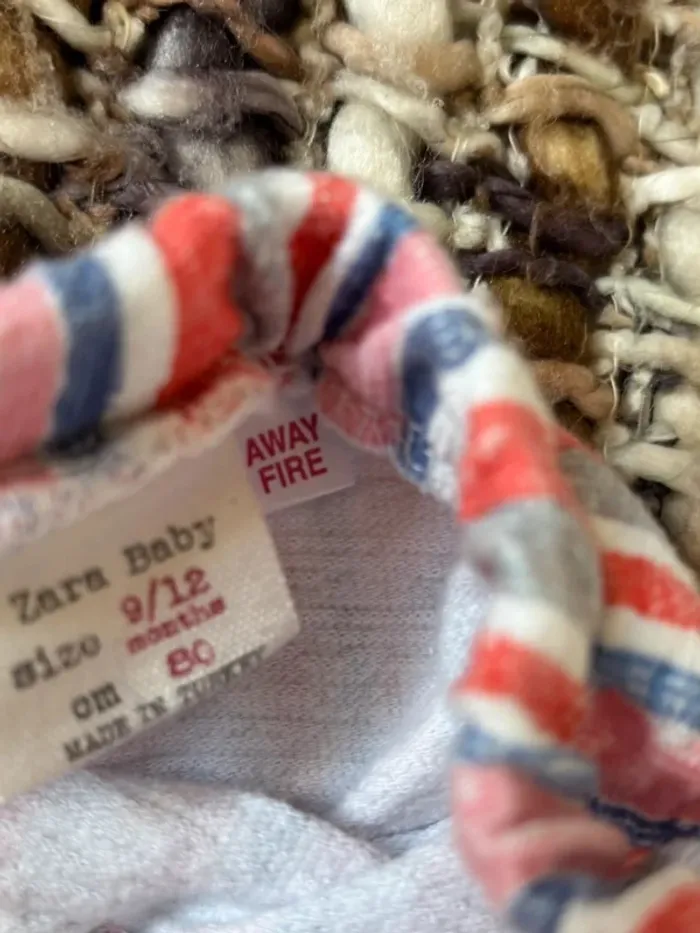 AWAY
FIRE
Zara Baby
size 9/12
months
cm 80
MADE IN TURKEY